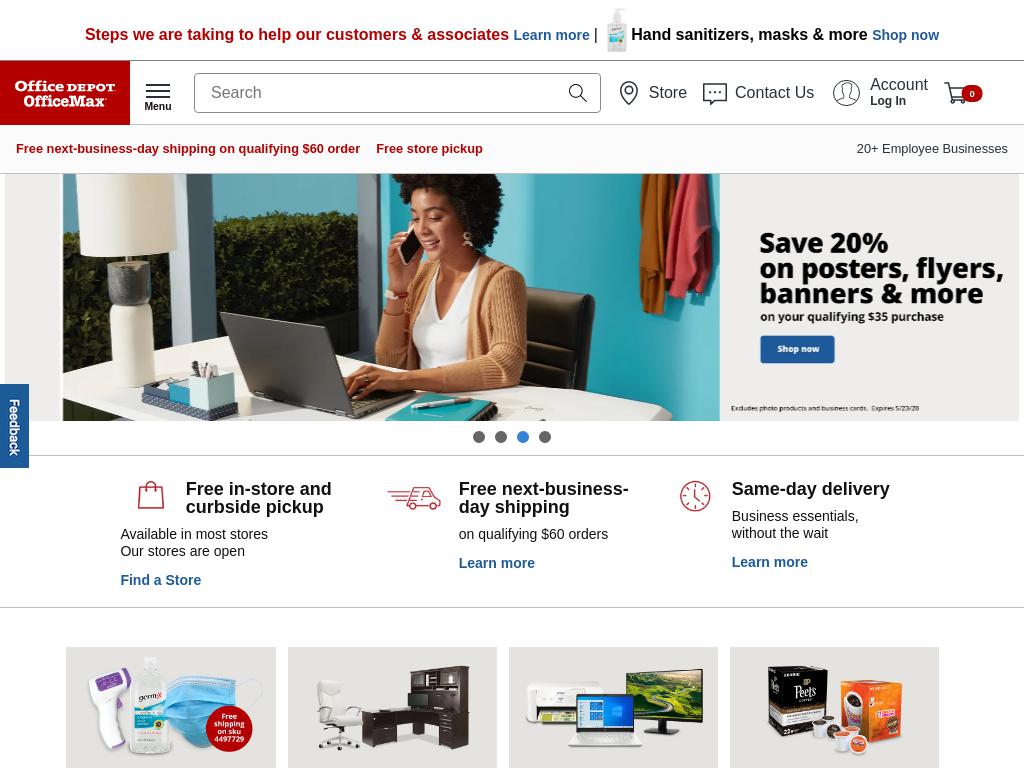 Steps we are taking to help our customers & associates Learn more | Hand sanitizers, masks & more Shop now
Office DEPOT
OfficeMax
Menu
Search
Store
Contact Us
Account
Log In
0
Free next-business-day shipping on qualifying $60 order
Free store pickup
20+ Employee Businesses
Save 20%
on posters, flyers,
banners & more
on your qualifying $35 purchase
Shop now
Excludes photo products and business cards. Expires 5/23/20
Feedback
Free in-store and
curbside pickup
Available in most stores
Our stores are open
Find a Store
Free next-business-
day shipping
on qualifying $60 orders
Learn more
Same-day delivery
Business essentials,
without the wait
Learn more
germ-x
Free
shipping
on sku
4497729
Peet's
COFFEE